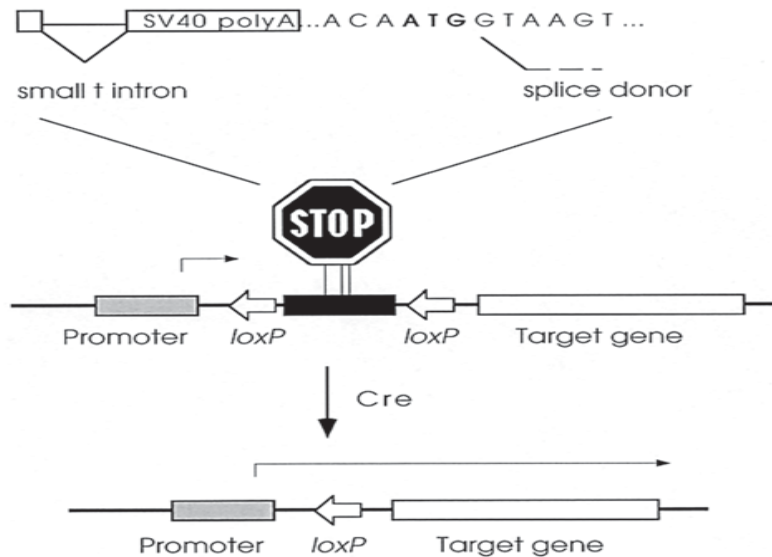 SV40 polyA ...ACAATGGTAAGT...
small t intron splice donor
STOP
Promoter loxP loxP Target gene
Cre
Promoter loxP Target gene